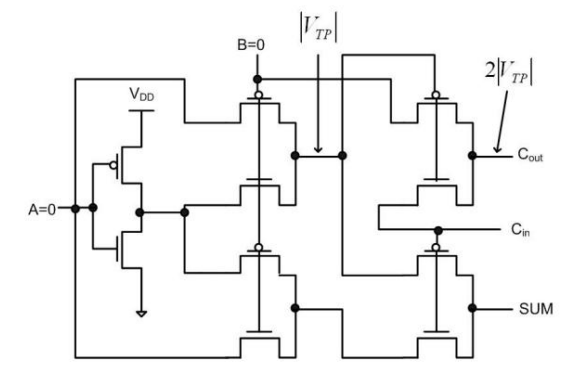 |V_TP|
B=0
V_DD
2|V_TP|
C_out
A=0
C_in
SUM